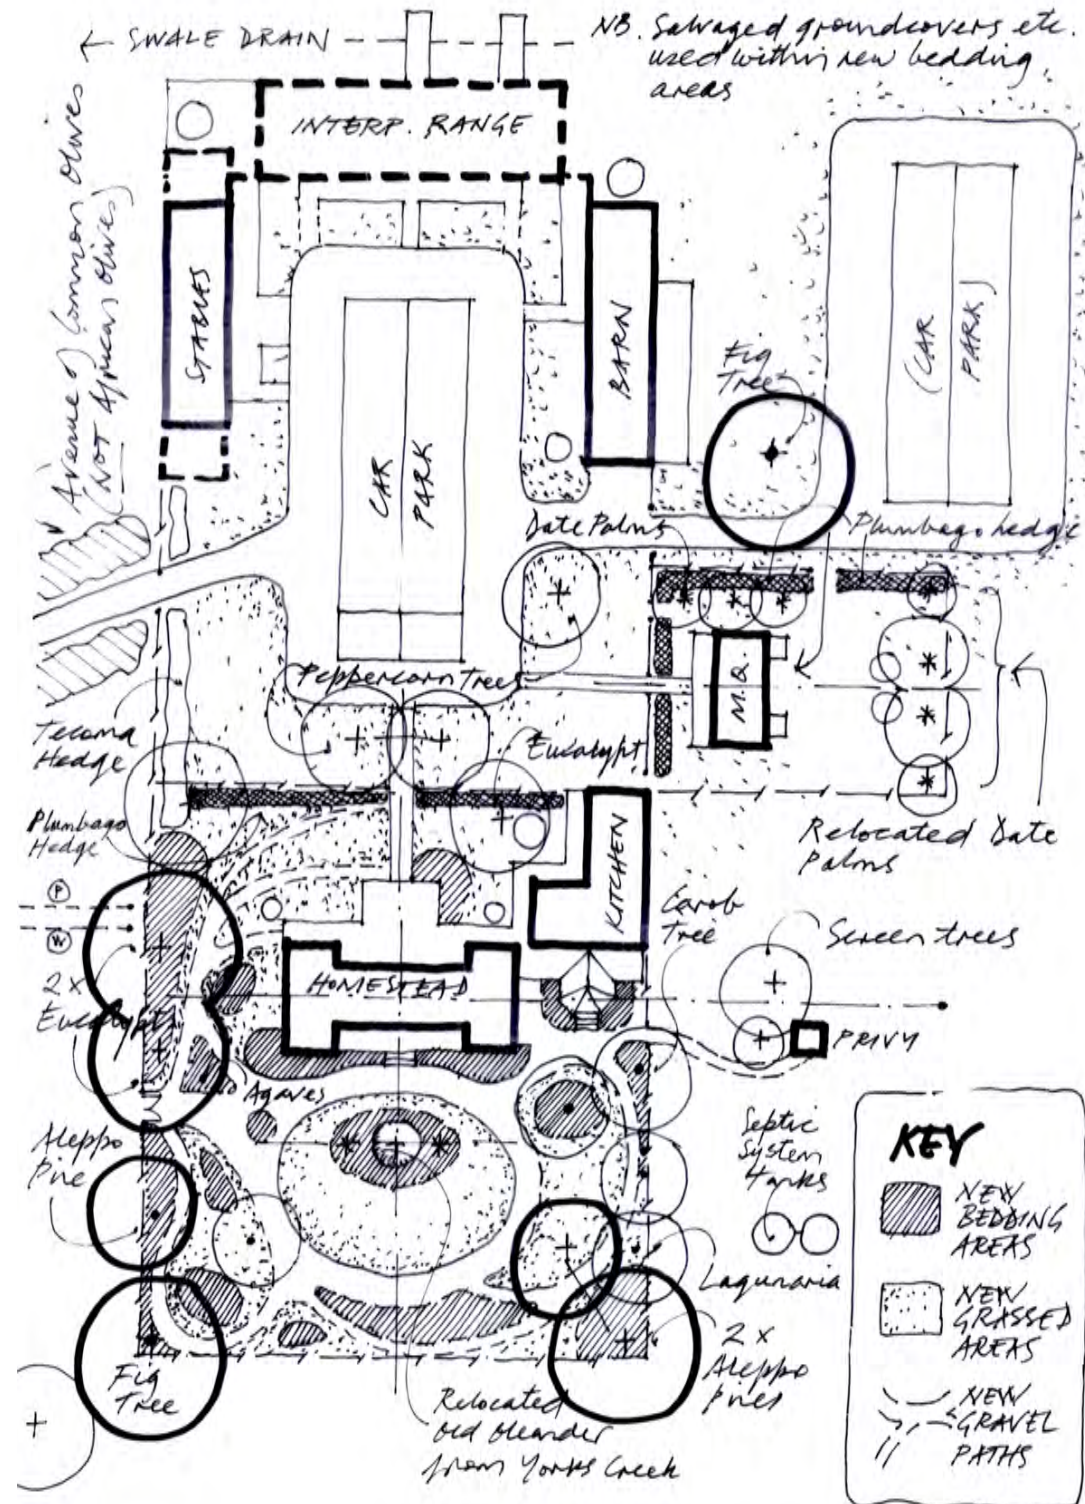 ← SWALE DRAIN
NB. Salvaged groundcovers etc.
used within new bedding
areas
Avenue of Common Olives
(NOT African Olives)
INTERP. RANGE
STABLES
BARN
CAR
PARK
(CAR
PARK)
Fig
Tree
Date Palms
Plumbago hedge
Peppercorn Trees
M.Q.
Tecoma
Hedge
Eucalypt
Plumbago
Hedge
Relocated Date
Palms
KITCHEN
P
W
Carob
Tree
Screen trees
2 x
Eucalypt
HOMESTEAD
PRIVY
Agaves
Aleppo
Pine
Septic
System
Tanks
Lagunaria
2 x
Aleppo
Pines
Fig
Tree
Relocated
old oleander
from Yorks Creek
KEY
NEW
BEDDING
AREAS
NEW
GRASSED
AREAS
NEW
GRAVEL
PATHS